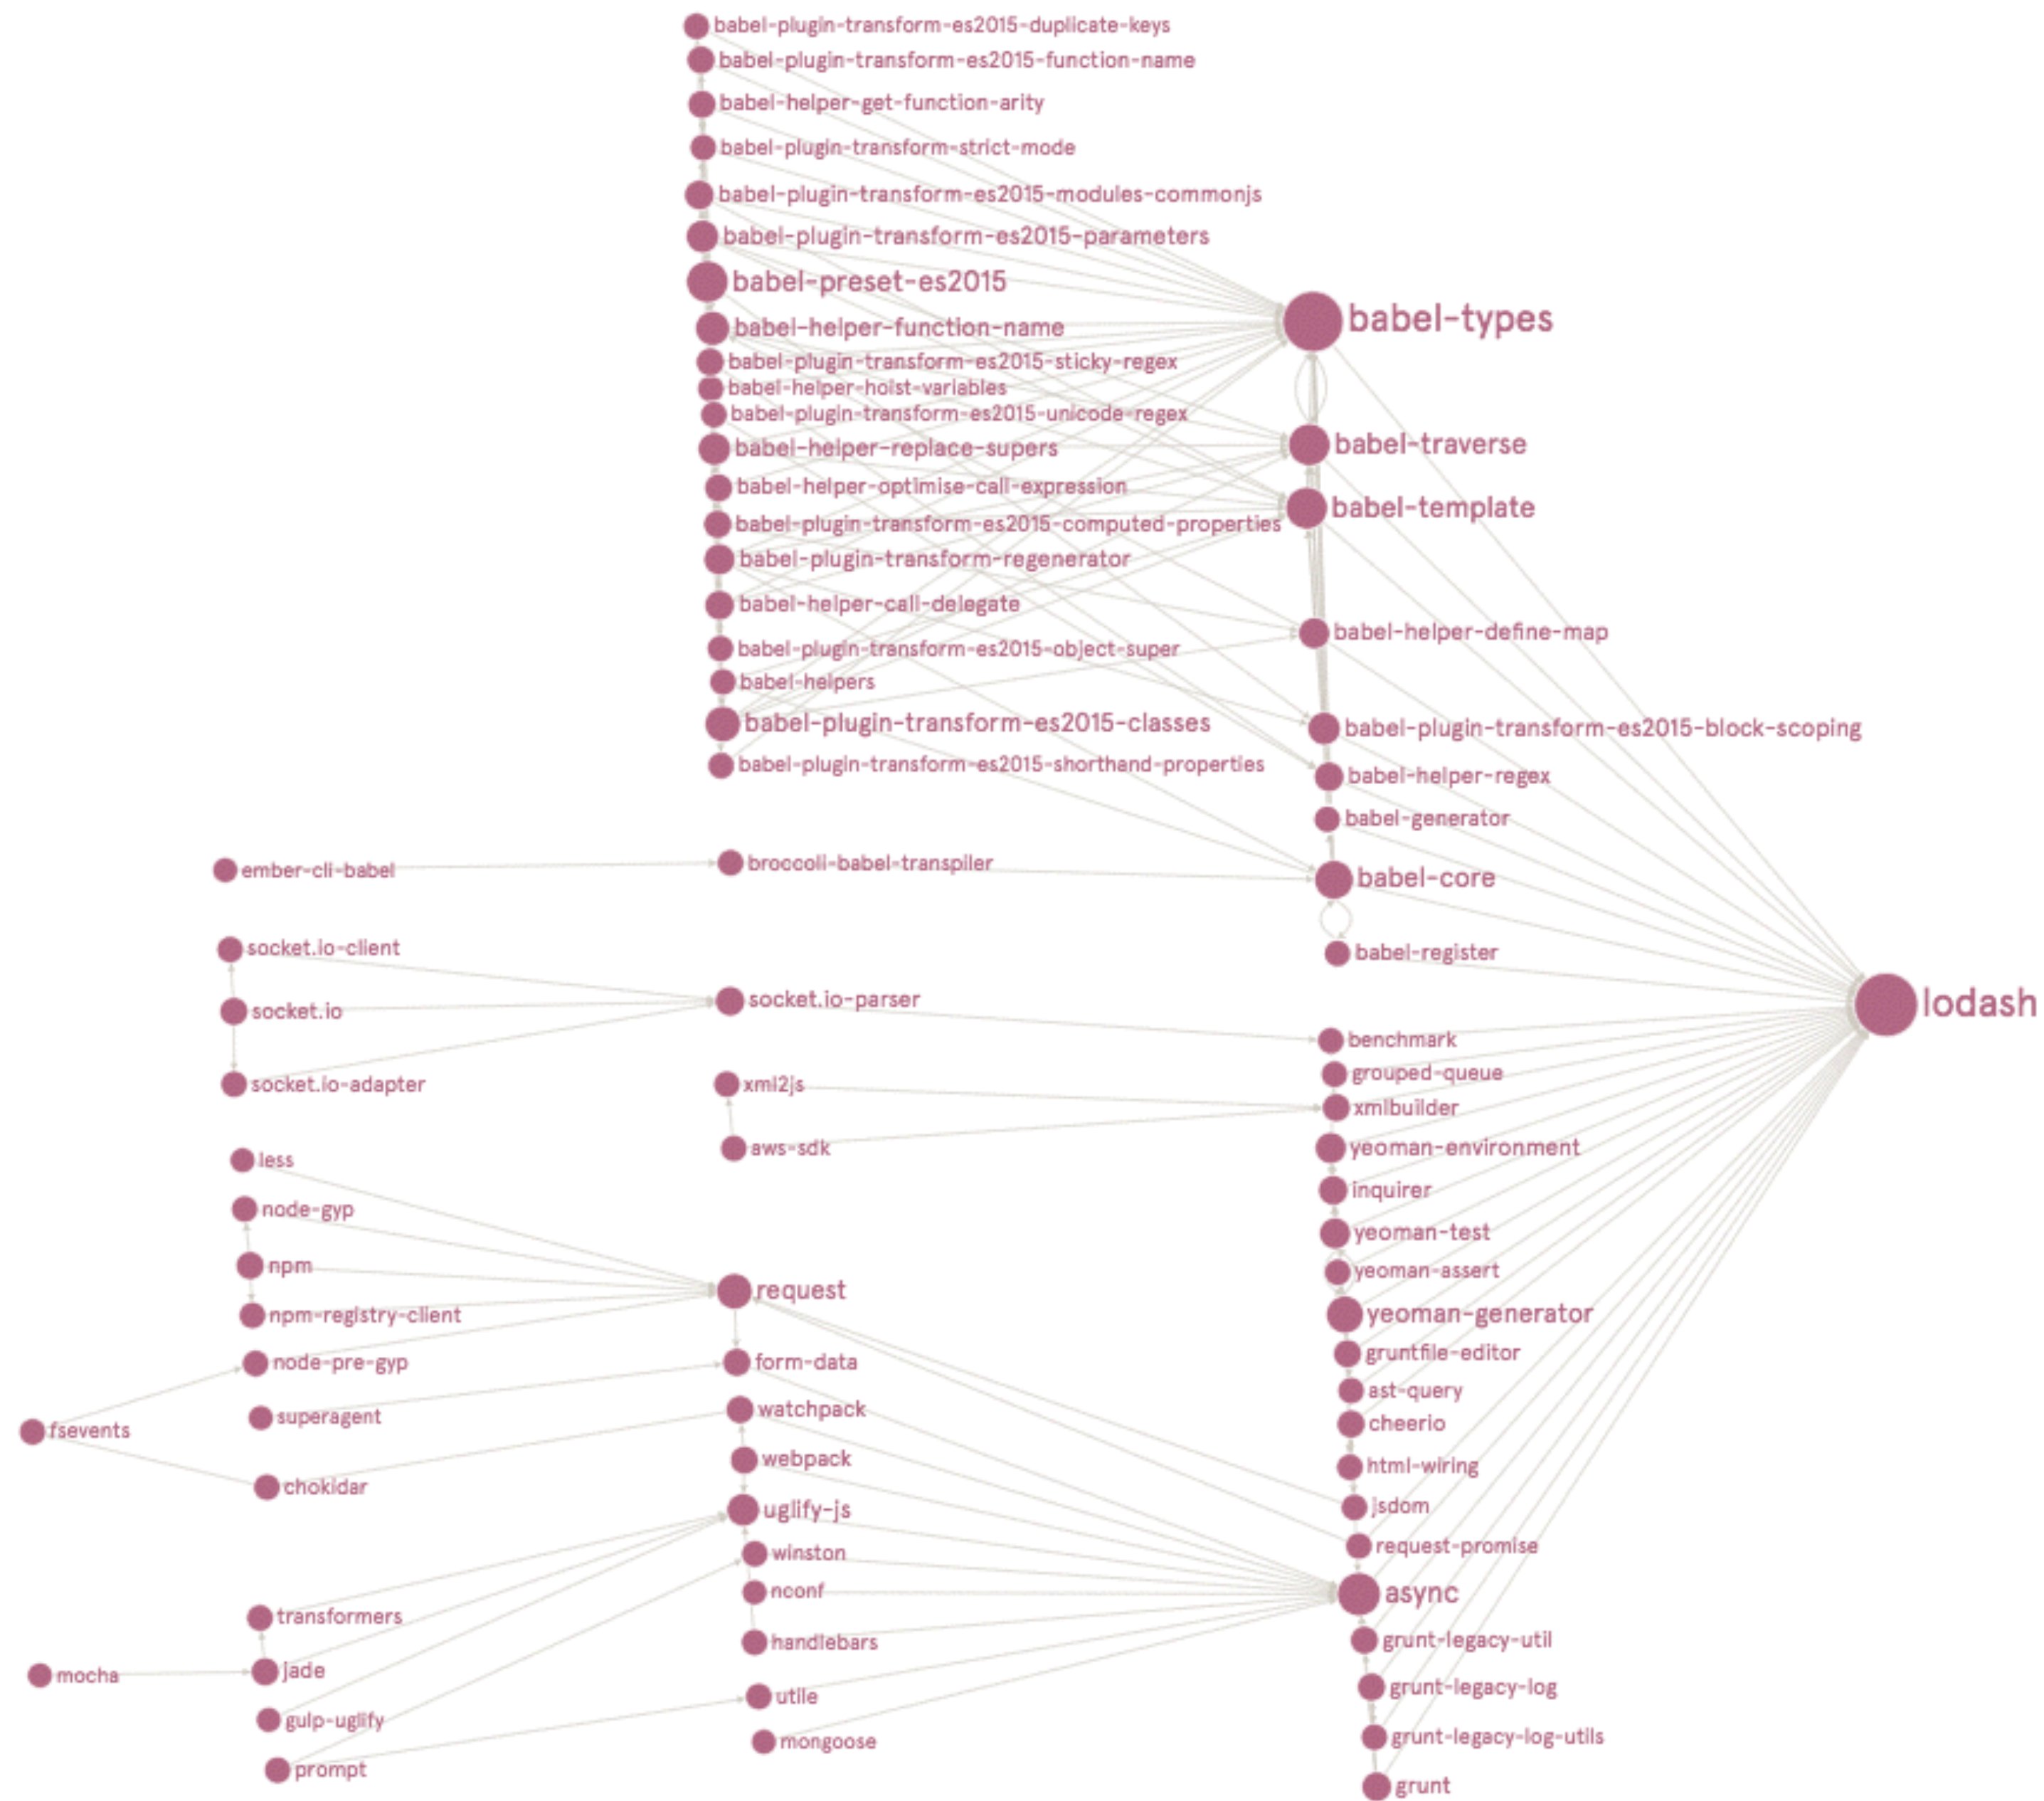 babel-plugin-transform-es2015-duplicate-keys
babel-plugin-transform-es2015-function-name
babel-helper-get-function-arity
babel-plugin-transform-strict-mode
babel-plugin-transform-es2015-modules-commonjs
babel-plugin-transform-es2015-parameters
babel-preset-es2015
babel-helper-function-name
babel-plugin-transform-es2015-sticky-regex
babel-helper-hoist-variables
babel-plugin-transform-es2015-unicode-regex
babel-helper-replace-supers
babel-helper-optimise-call-expression
babel-plugin-transform-es2015-computed-properties
babel-plugin-transform-regenerator
babel-helper-call-delegate
babel-plugin-transform-es2015-object-super
babel-helpers
babel-plugin-transform-es2015-classes
babel-plugin-transform-es2015-shorthand-properties
babel-types
babel-traverse
babel-template
babel-helper-define-map
babel-plugin-transform-es2015-block-scoping
babel-helper-regex
babel-generator
babel-core
babel-register
ember-cli-babel
broccoli-babel-transpiler
socket.io-client
socket.io
socket.io-adapter
socket.io-parser
xml2js
aws-sdk
less
node-gyp
npm
npm-registry-client
node-pre-gyp
superagent
fsevents
chokidar
transformers
mocha
jade
gulp-uglify
prompt
request
form-data
watchpack
webpack
uglify-js
winston
nconf
handlebars
utile
mongoose
benchmark
grouped-queue
xmlbuilder
yeoman-environment
inquirer
yeoman-test
yeoman-assert
yeoman-generator
gruntfile-editor
ast-query
cheerio
html-wiring
jsdom
request-promise
async
grunt-legacy-util
grunt-legacy-log
grunt-legacy-log-utils
grunt
lodash